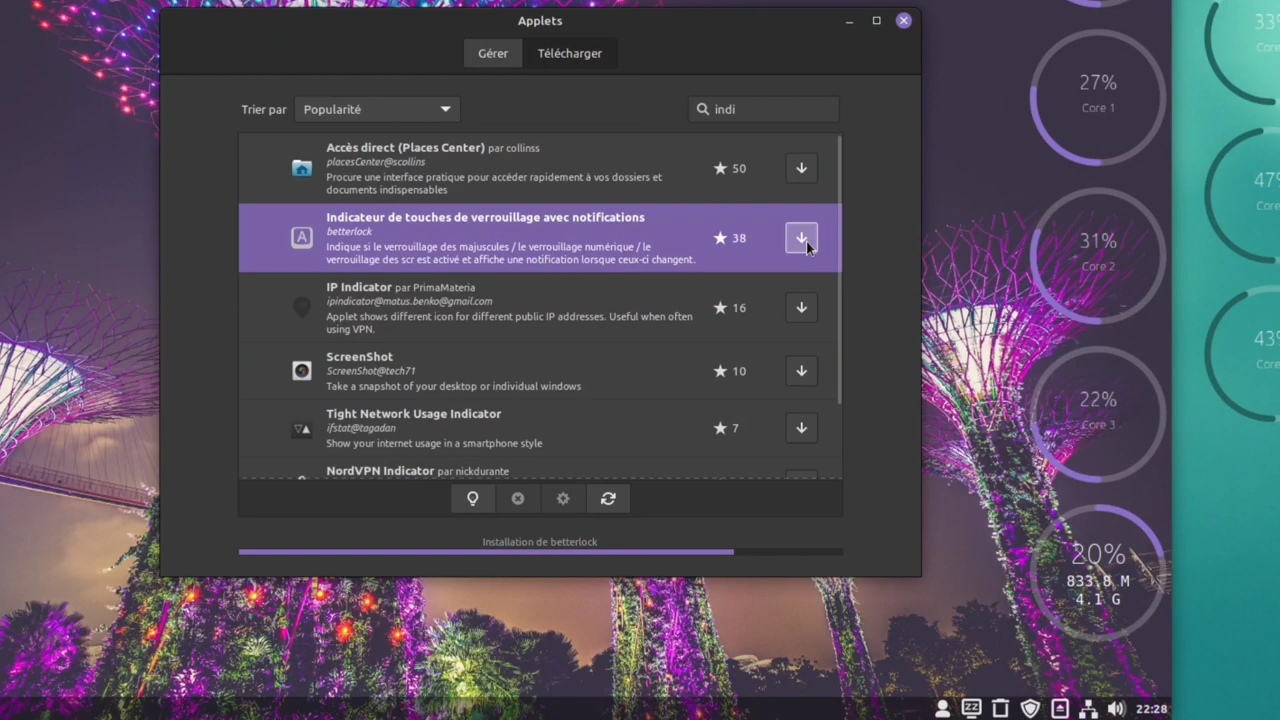 Applets
Gérer
Télécharger
Trier par
Popularité
indi
Accès direct (Places Center) par collinss
placesCenter@scollins
Procure une interface pratique pour accéder rapidement à vos dossiers et
documents indispensables
50
Indicateur de touches de verrouillage avec notifications
betterlock
Indique si le verrouillage des majuscules / le verrouillage numérique / le
verrouillage des scr est activé et affiche une notification lorsque ceux-ci changent.
38
A
IP Indicator par PrimaMateria
ipindicator@matus.benko@gmail.com
Applet shows different icon for different public IP addresses. Useful when often
using VPN.
16
ScreenShot
ScreenShot@tech71
Take a snapshot of your desktop or individual windows
10
Tight Network Usage Indicator
ifstat@tagadan
Show your internet usage in a smartphone style
7
NordVPN Indicator par nickdurante
Installation de betterlock
27%
Core 1
31%
Core 2
22%
Core 3
20%
833.8 M
4.1 G
33%
47%
43%
zz
22:28